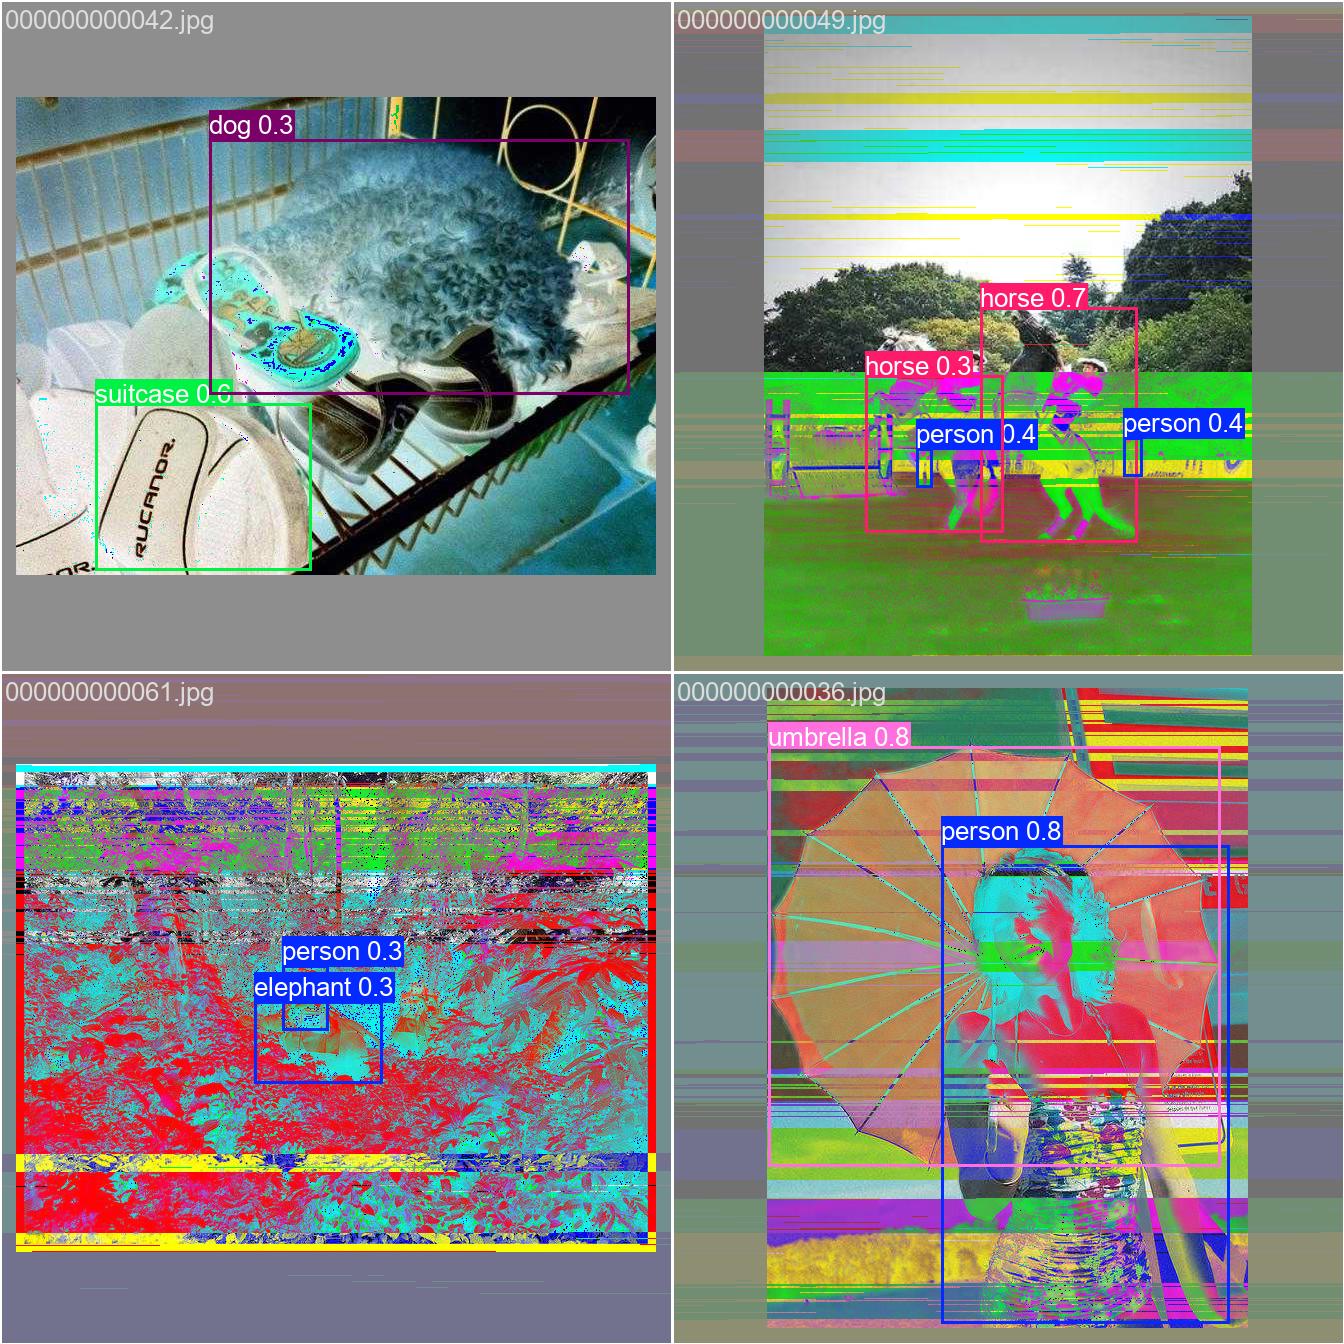 000000000042.jpg
dog 0.3
suitcase 0.6
RUCANOR.
OR.
000000000049.jpg
horse 0.7
horse 0.3
person 0.4
person 0.4
000000000061.jpg
person 0.3
elephant 0.3
000000000036.jpg
umbrella 0.8
person 0.8